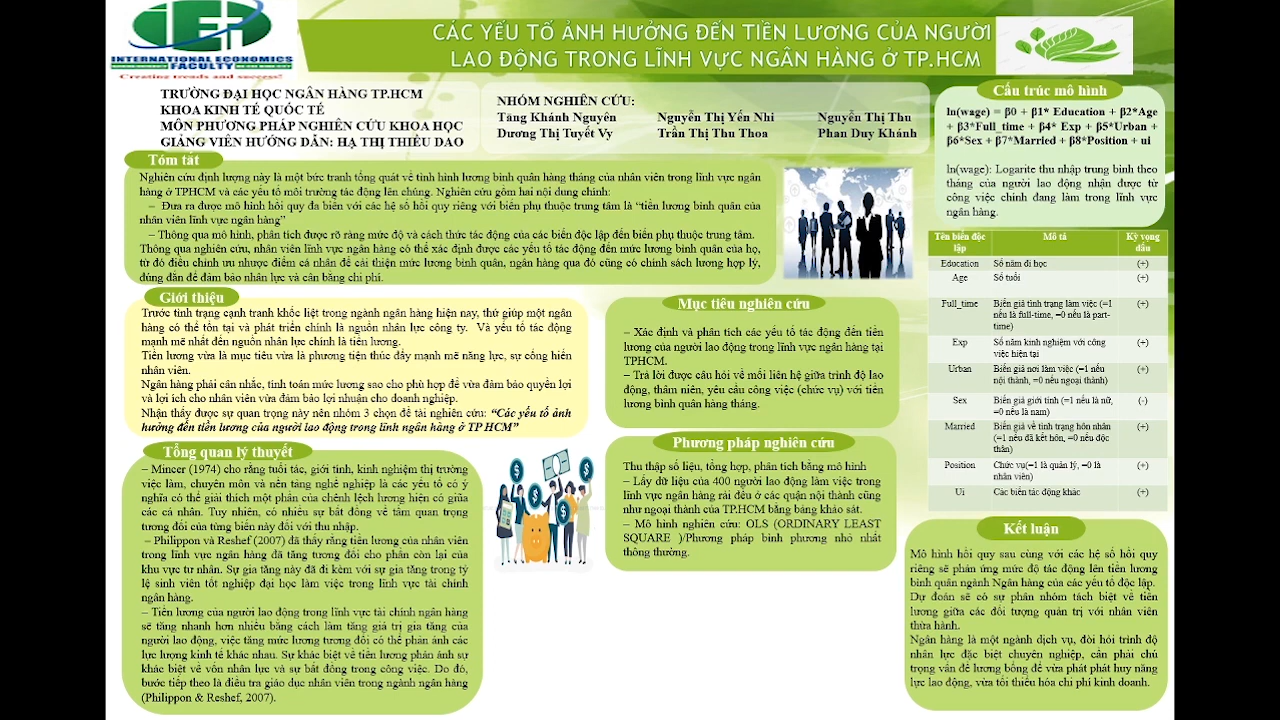 IEF
INTERNATIONAL ECONOMICS
FACULTY
Creating trends and success!
CÁC YẾU TỐ ẢNH HƯỞNG ĐẾN TIỀN LƯƠNG CỦA NGƯỜI
LAO ĐỘNG TRONG LĨNH VỰC NGÂN HÀNG Ở TP.HCM
TRƯỜNG ĐẠI HỌC NGÂN HÀNG TP.HCM
KHOA KINH TẾ QUỐC TẾ
MÔN PHƯƠNG PHÁP NGHIÊN CỨU KHOA HỌC
GIẢNG VIÊN HƯỚNG DẪN: HẠ THỊ THIỀU DAO
NHÓM NGHIÊN CỨU:
Tăng Khánh Nguyên Nguyễn Thị Yến Nhi Nguyễn Thị Thu
Dương Thị Tuyết Vy Trần Thị Thu Thoa Phan Duy Khánh
Tóm tắt
Nghiên cứu định lượng này là một bức tranh tổng quát về tình hình lương bình quân hàng tháng của nhân viên trong lĩnh vực ngân
hàng ở TPHCM và các yếu tố môi trường tác động lên chúng. Nghiên cứu gồm hai nội dung chính:
– Đưa ra được mô hình hồi quy đa biến với các hệ số hồi quy riêng với biến phụ thuộc trung tâm là “tiền lương bình quân của
nhân viên lĩnh vực ngân hàng”
– Thông qua mô hình, phân tích được rõ ràng mức độ và cách thức tác động của các biến độc lập đến biến phụ thuộc trung tâm.
Thông qua nghiên cứu, nhân viên lĩnh vực ngân hàng có thể xác định được các yếu tố tác động đến mức lương bình quân của họ,
từ đó điều chỉnh ưu nhược điểm cá nhân để cải thiện mức lương bình quân, ngân hàng qua đó cũng có chính sách lương hợp lý,
đúng đắn để đảm bảo nhân lực và cân bằng chi phí.
Giới thiệu
Trước tình trạng cạnh tranh khốc liệt trong ngành ngân hàng hiện nay, thứ giúp một ngân
hàng có thể tồn tại và phát triển chính là nguồn nhân lực công ty. Và yếu tố tác động
mạnh mẽ nhất đến nguồn nhân lực chính là tiền lương.
Tiền lương vừa là mục tiêu vừa là phương tiện thúc đẩy mạnh mẽ năng lực, sự cống hiến
nhân viên.
Ngân hàng phải cân nhắc, tính toán mức lương sao cho phù hợp để vừa đảm bảo quyền lợi
và lợi ích cho nhân viên vừa đảm bảo lợi nhuận cho doanh nghiệp.
Nhận thấy được sự quan trọng này nên nhóm 3 chọn đề tài nghiên cứu: “Các yếu tố ảnh
hưởng đến tiền lương của người lao động trong lĩnh ngân hàng ở TP HCM”
Tổng quan lý thuyết
– Mincer (1974) cho rằng tuổi tác, giới tính, kinh nghiệm thị trường
việc làm, chuyên môn và nền tảng nghề nghiệp là các yếu tố có ý
nghĩa có thể giải thích một phần của chênh lệch lương hiện có giữa
các cá nhân. Tuy nhiên, có nhiều sự bất đồng về tầm quan trọng
tương đối của từng biến này đối với thu nhập.
– Philippon và Reshef (2007) đã thấy rằng tiền lương của nhân viên
trong lĩnh vực ngân hàng đã tăng tương đối cho phần còn lại của
khu vực tư nhân. Sự gia tăng này đã đi kèm với sự gia tăng trong tỷ
lệ sinh viên tốt nghiệp đại học làm việc trong lĩnh vực tài chính
ngân hàng.
– Tiền lương của người lao động trong lĩnh vực tài chính ngân hàng
sẽ tăng nhanh hơn nhiều bằng cách làm tăng giá trị gia tăng của
người lao động, việc tăng mức lương tương đối có thể phản ánh các
lực lượng kinh tế khác nhau. Sự khác biệt về tiền lương phản ánh sự
khác biệt về vốn nhân lực và sự bất đồng trong công việc. Do đó,
bước tiếp theo là điều tra giáo dục nhân viên trong ngành ngân hàng
(Philippon & Reshef, 2007).
Mục tiêu nghiên cứu
– Xác định và phân tích các yếu tố tác động đến tiền
lương của người lao động trong lĩnh vực ngân hàng tại
TPHCM.
– Trả lời được câu hỏi về mối liên hệ giữa trình độ lao
động, thâm niên, yêu cầu công việc (chức vụ) với tiền
lương bình quân hàng tháng.
Phương pháp nghiên cứu
Thu thập số liệu, tổng hợp, phân tích bằng mô hình
– Lấy dữ liệu của 400 người lao động làm việc trong
lĩnh vực ngân hàng rải đều ở các quận nội thành cũng
như ngoại thành của TP.HCM bằng bảng khảo sát.
– Mô hình nghiên cứu: OLS (ORDINARY LEAST
SQUARE )/Phương pháp bình phương nhỏ nhất
thông thường.
Cấu trúc mô hình
ln(wage) = β0 + β1* Education + β2*Age
+ β3*Full_time + β4* Exp + β5*Urban +
β6*Sex + β7*Married + β8*Position + ui
ln(wage): Logarite thu nhập trung bình theo
tháng của người lao động nhận được từ
công việc chính đang làm trong lĩnh vực
ngân hàng.
Tên biến độc lập Mô tả Kỳ vọng dấu
Education Số năm đi học (+)
Age Số tuổi (+)
Full_time Biến giả tình trạng làm việc (=1 (+)
nếu là full-time, =0 nếu là part-
time)
Exp Số năm kinh nghiệm với công (+)
việc hiện tại
Urban Biến giả nơi làm việc (=1 nếu (+)
nội thành, =0 nếu ngoại thành)
Sex Biến giả giới tính (=1 nếu là nữ, (-)
=0 nếu là nam)
Married Biến giả về tình trạng hôn nhân (+)
(=1 nếu đã kết hôn, =0 nếu độc
thân)
Position Chức vụ(=1 là quản lý, =0 là (+)
nhân viên)
Ui Các biến tác động khác (+)
Kết luận
Mô hình hồi quy sau cùng với các hệ số hồi quy
riêng sẽ phản ứng mức độ tác động lên tiền lương
bình quân ngành Ngân hàng của các yếu tố độc lập.
Dự đoán sẽ có sự phân nhóm tách biệt về tiền
lương giữa các đối tượng quản trị với nhân viên
thừa hành.
Ngân hàng là một ngành dịch vụ, đòi hỏi trình độ
nhân lực đặc biệt chuyên nghiệp, cần phải chú
trọng vấn đề lương bổng để vừa phát phát huy năng
lực lao động, vừa tối thiểu hóa chi phí kinh doanh.